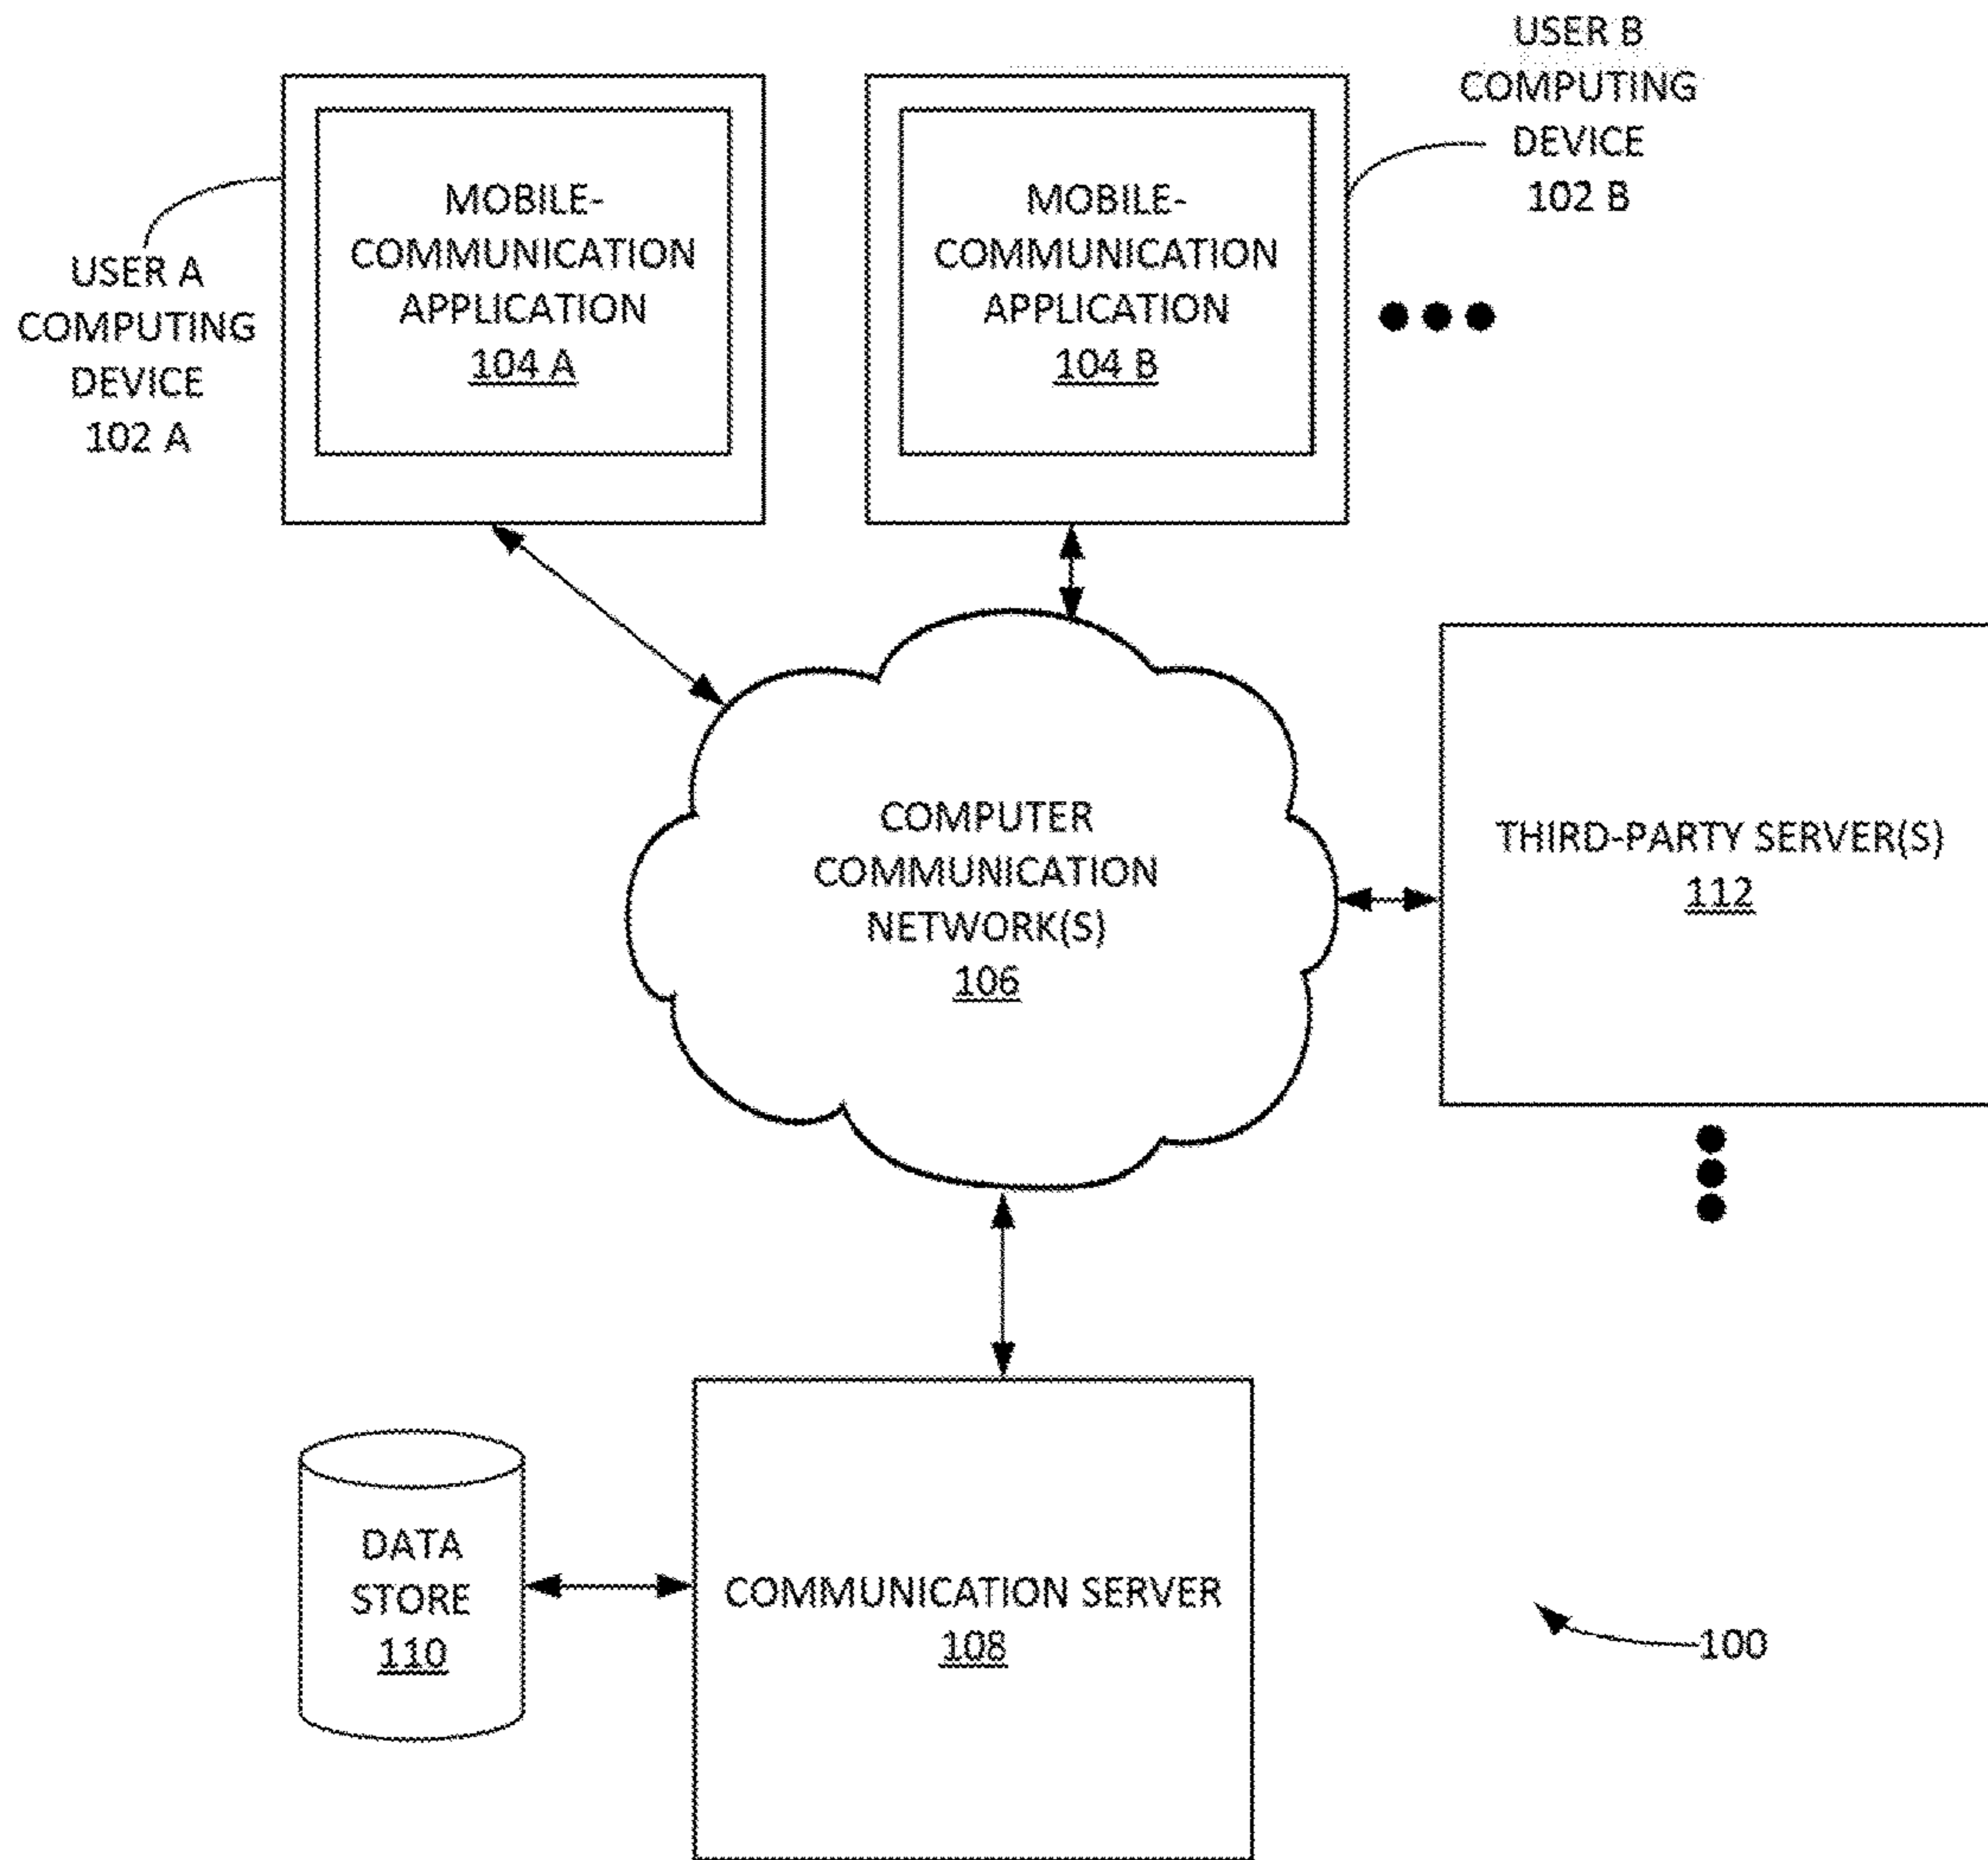 USER B
COMPUTING
DEVICE
102 B
MOBILE-
COMMUNICATION
APPLICATION
104 A
MOBILE-
COMMUNICATION
APPLICATION
104 B
USER A
COMPUTING
DEVICE
102 A
COMPUTER
COMMUNICATION
NETWORK(S)
106
THIRD-PARTY SERVER(S)
112
DATA
STORE
110
COMMUNICATION SERVER
108
100